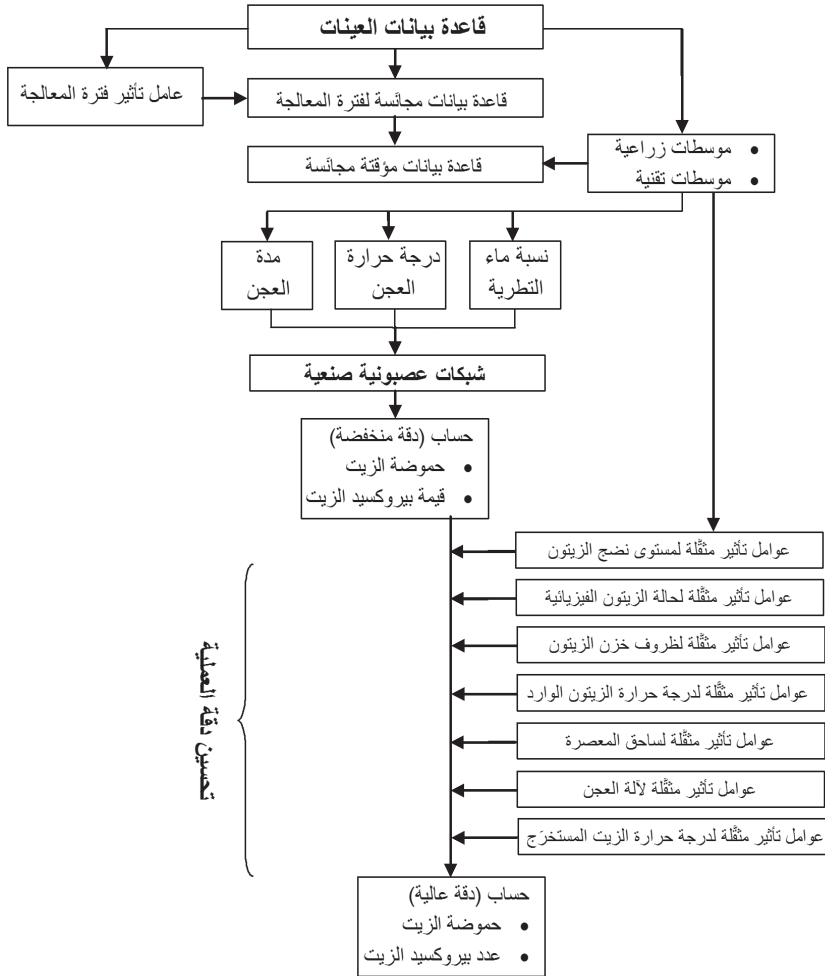 قاعدة بيانات العينات
عامل تأثير فترة المعالجة
قاعدة بيانات مجانَسة لفترة المعالجة
قاعدة بيانات مؤقتة مجانَسة
• موسطات زراعية
• موسطات تقنية
نسبة ماء
التطرية
درجة حرارة
العجن
مدة
العجن
شبكات عصبونية صنعية
حساب (دقة منخفضة)
• حموضة الزيت
• قيمة بيروكسيد الزيت
عوامل تأثير مثقَّلة لمستوى نضج الزيتون
عوامل تأثير مثقَّلة لحالة الزيتون الفيزيائية
عوامل تأثير مثقَّلة لظروف خزن الزيتون
عوامل تأثير مثقَّلة لدرجة حرارة الزيتون الوارد
عوامل تأثير مثقَّلة لساحق المعصرة
عوامل تأثير مثقَّلة لآلة العجن
عوامل تأثير مثقَّلة لدرجة حرارة الزيت المستخرَج
تحسين دقة العملية
حساب (دقة عالية)
• حموضة الزيت
• عدد بيروكسيد الزيت